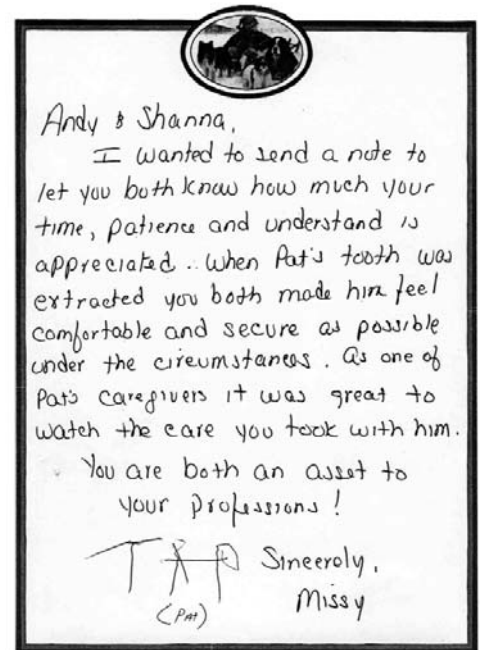 Andy & Shanna,
I wanted to send a note to
let you both know how much your
time, patience and understand is
appreciated.. When Pat's tooth was
extracted you both made him feel
comfortable and secure as possible
under the circumstances. As one of
Pat's caregivers it was great to
watch the care you took with him.
You are both an asset to
your professions!
Sincerely,
(Pat)
Missy